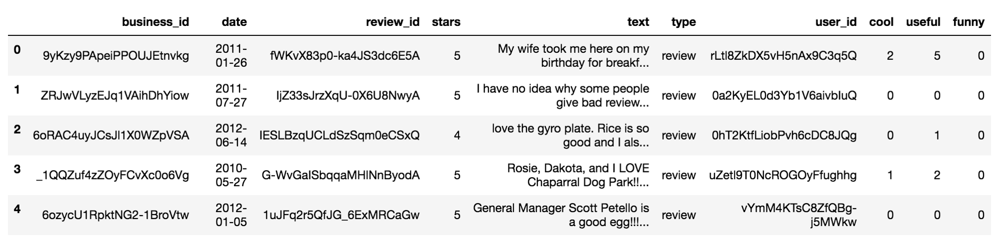 business_id date review_id stars text type user_id cool useful funny
0 9yKzy9PApeiPPOUJEtnvkg 2011-01-26 fWKvX83p0-ka4JS3dc6E5A 5 My wife took me here on my birthday for breakf... review rLtl8ZkDX5vH5nAx9C3q5Q 2 5 0
1 ZRJwVLyzEJq1VAihDhYiow 2011-07-27 IjZ33sJrzXqU-0X6U8NwyA 5 I have no idea why some people give bad review... review 0a2KyEL0d3Yb1V6aivbIuQ 0 0 0
2 6oRAC4uyJCsJl1X0WZpVSA 2012-06-14 IESLBzqUCLdSzSqm0eCSxQ 4 love the gyro plate. Rice is so good and I als... review 0hT2KtfLiobPvh6cDC8JQg 0 1 0
3 _1QQZuf4zZOyFCvXc0o6Vg 2010-05-27 G-WvGaISbqqaMHlNnByodA 5 Rosie, Dakota, and I LOVE Chaparral Dog Park!!... review uZetl9T0NcROGOyFfughhg 1 2 0
4 6ozycU1RpktNG2-1BroVtw 2012-01-05 1uJFq2r5QfJG_6ExMRCaGw 5 General Manager Scott Petello is a good egg!!!... review vYmM4KTsC8ZfQBg-j5MWkw 0 0 0